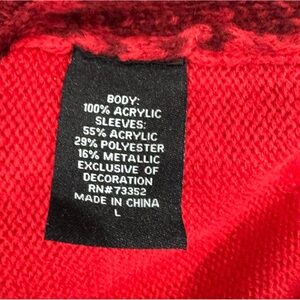 BODY:
100% ACRYLIC
SLEEVES:
55% ACRYLIC
29% POLYESTER
16% METALLIC
EXCLUSIVE OF
DECORATION
RN#73352
MADE IN CHINA
L